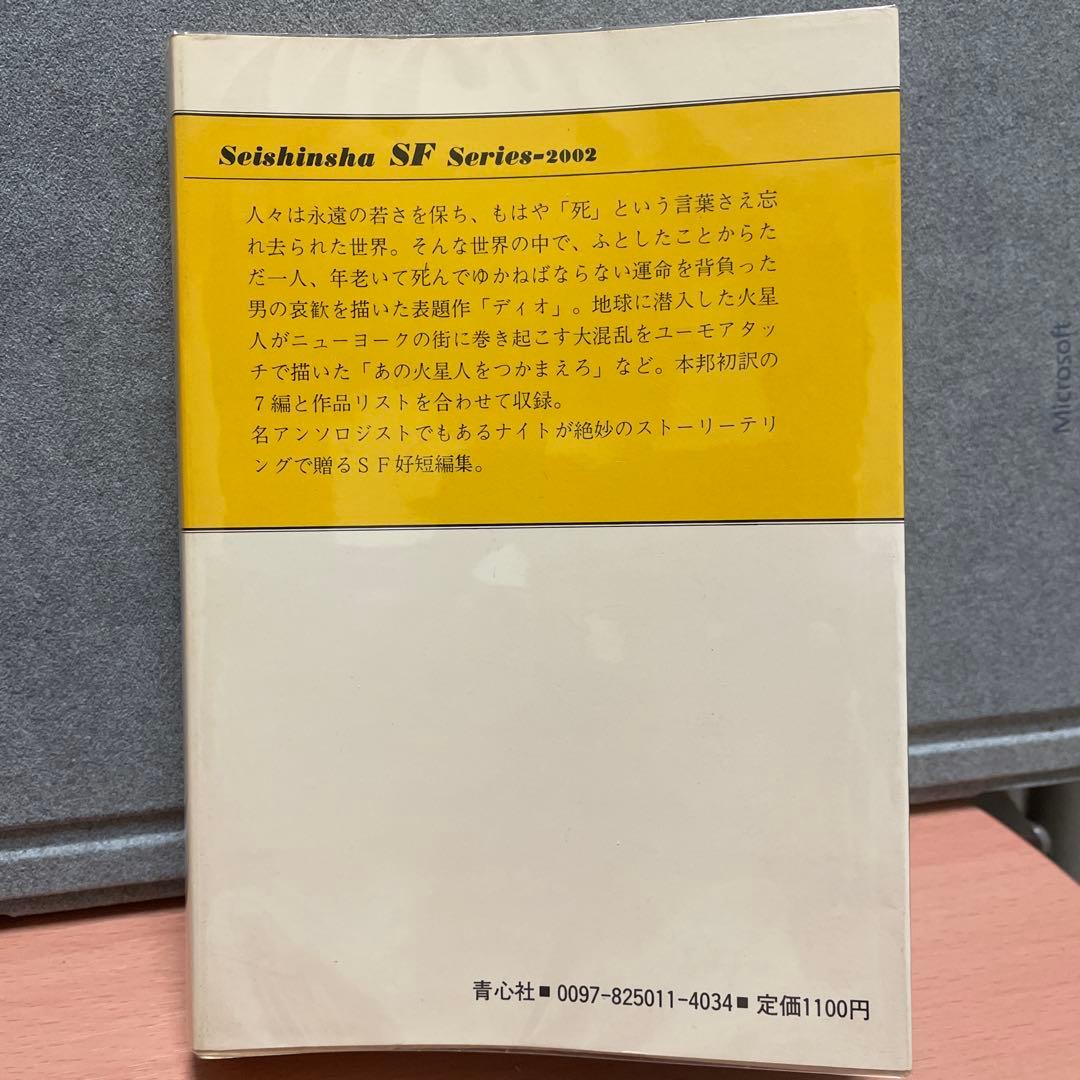 Seishinsha SF Series-2002
人々は永遠の若さを保ち、もはや「死」という言葉さえ忘
れ去られた世界。そんな世界の中で、ふとしたことからた
だ一人、年老いて死んでゆかねばならない運命を背負った
男の哀歓を描いた表題作「ディオ」。地球に潜入した火星
人がニューヨークの街に巻き起こす大混乱をユーモアタッ
チで描いた「あの火星人をつかまえろ」など。本邦初訳の
7編と作品リストを合わせて収録。
名アンソロジストでもあるナイトが絶妙のストーリーテリ
ングで贈るSF好短編集。
青心社■0097-825011-4034■定価1100円
Microsoft